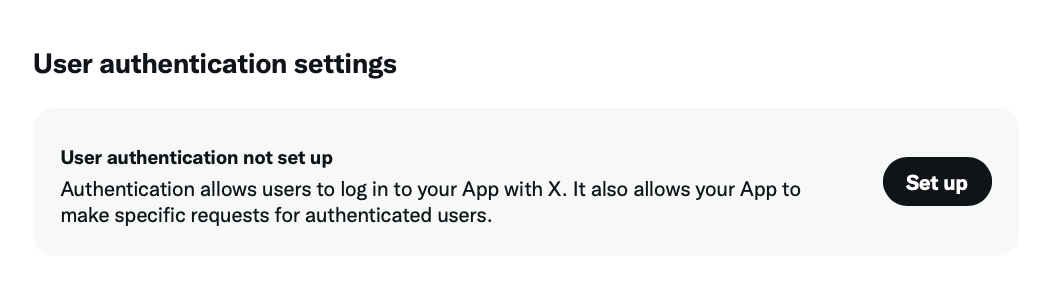 User authentication settings
User authentication not set up
Authentication allows users to log in to your App with X. It also allows your App to
make specific requests for authenticated users.
Set up